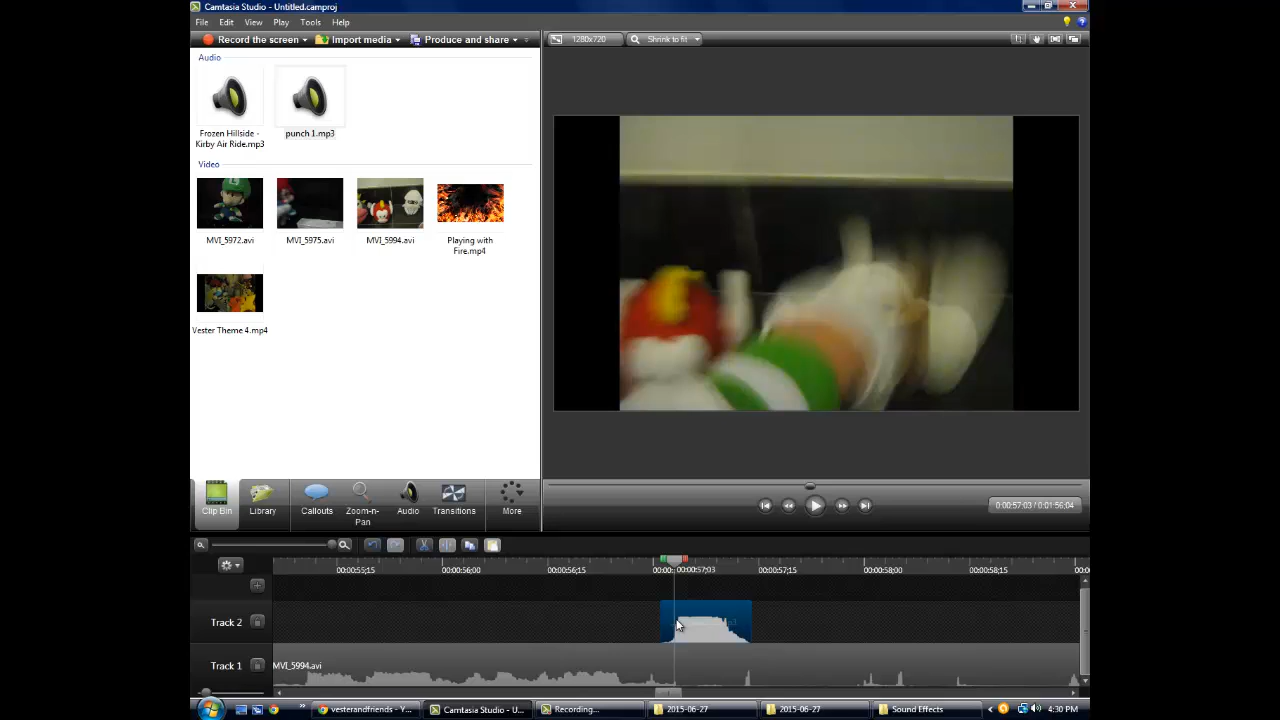 Camtasia Studio - Untitled.camproj
File Edit View Play Tools Help
Record the screen Import media Produce and share
1280x720 Shrink to fit
Audio
Frozen Hillside -
Kirby Air Ride.mp3
punch 1.mp3
Video
MVI_5972.avi
MVI_5975.avi
MVI_5994.avi
Playing with
Fire.mp4
Vester Theme 4.mp4
Clip Bin
Library
Callouts
Zoom-n-
Pan
Audio
Transitions
More
0:00:57;03 / 0:01:56;04
00:00:55;15 00:00:56;00 00:00:56;15 00:00: 00:00:57;03 00:00:57;15 00:00:58;00 00:00:58;15 00:0
Track 2
Track 1
MVI_5994.avi
vesterandfriends - Y...
Camtasia Studio - U...
Recording...
2015-06-27
2015-06-27
Sound Effects
4:30 PM